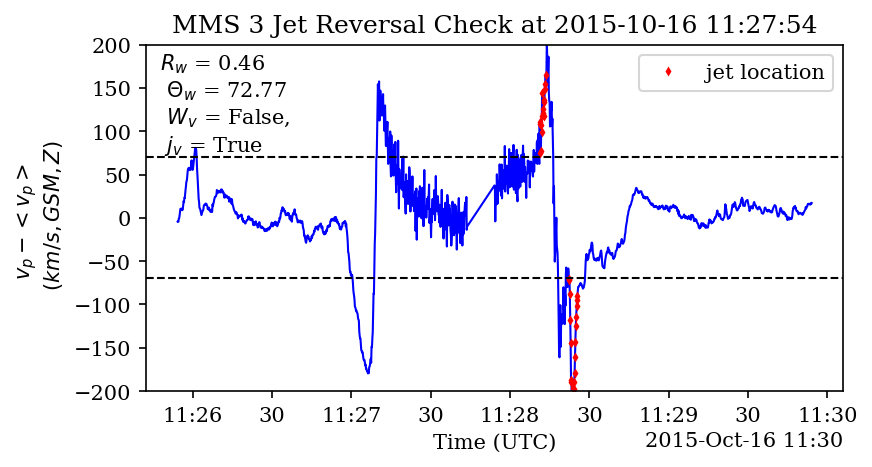 MMS 3 Jet Reversal Check at 2015-10-16 11:27:54
R_w = 0.46
Θ_w = 72.77
W_v = False,
j_v = True
jet location
v_p − < v_p >
(km/s, GSM, Z)
200
150
100
50
0
−50
−100
−150
−200
11:26 30 11:27 30 11:28 30 11:29 30 11:30
Time (UTC)
2015-Oct-16 11:30